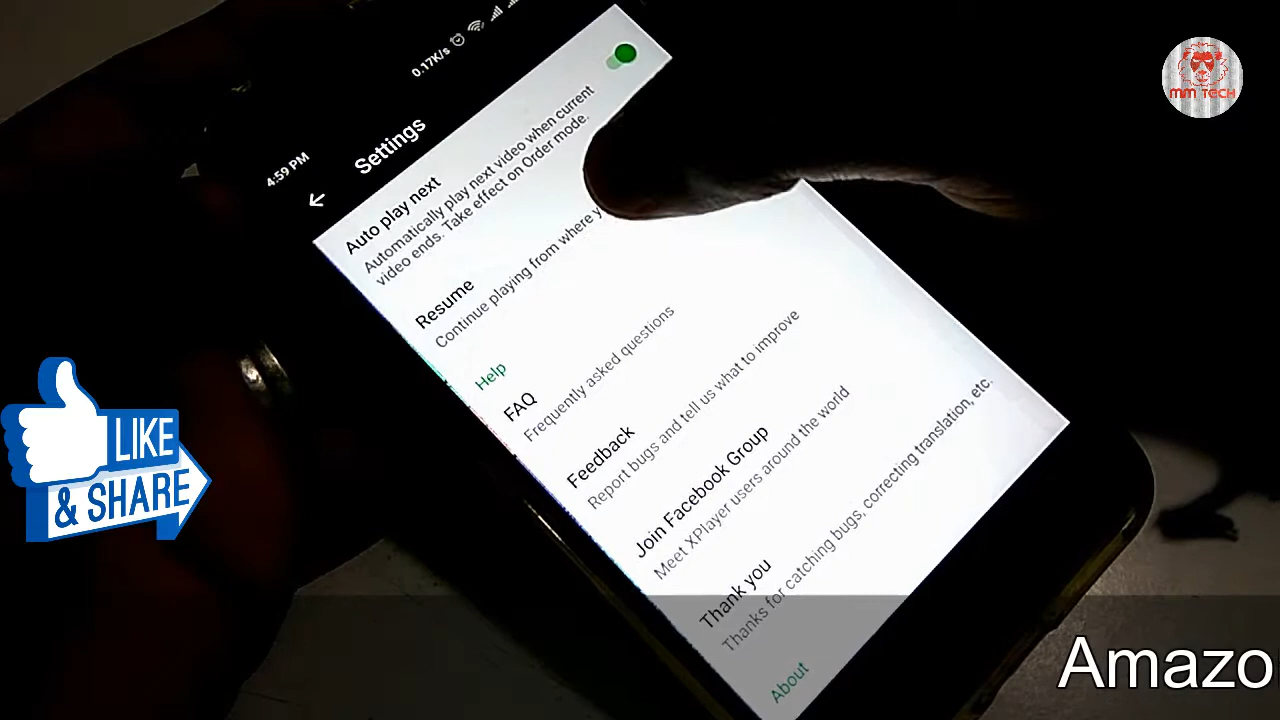 0.17K/s
4:59 PM
Settings
Auto play next
Automatically play next video when current
video ends. Take effect on Order mode.
Resume
Continue playing from where
Help
FAQ
Frequently asked questions
Feedback
Report bugs and tell us what to improve
Join Facebook Group
Meet XPlayer users around the world
Thank you
Thanks for catching bugs, correcting translation, etc.
About
MM TECH
LIKE
& SHARE
Amazo